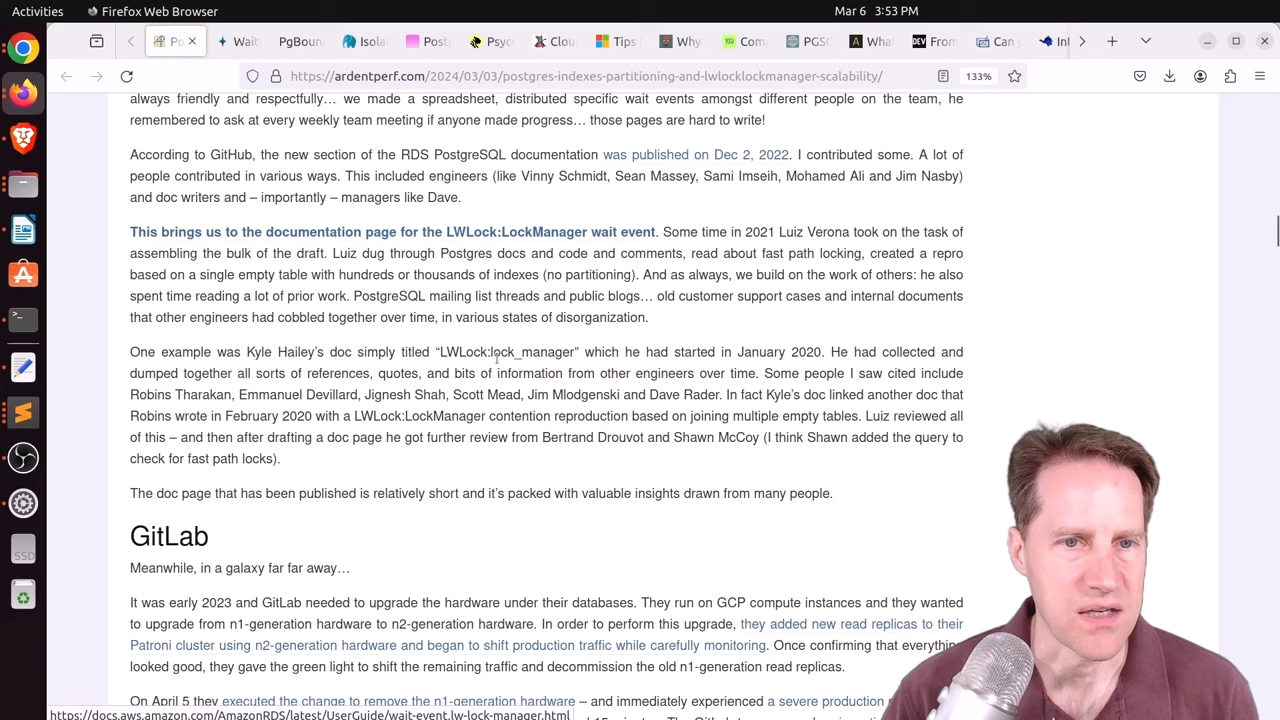 Activities
Firefox Web Browser
Mar 6 3:53 PM
Po
Wait
PgBoun
Isola
Post
Psyc
Clou
Tips
Why
Com
PGSC
What
From
Can y
Int
https://ardentperf.com/2024/03/03/postgres-indexes-partitioning-and-lwlocklockmanager-scalability/
133%
always friendly and respectfully… we made a spreadsheet, distributed specific wait events amongst different people on the team, he
remembered to ask at every weekly team meeting if anyone made progress… those pages are hard to write!
According to GitHub, the new section of the RDS PostgreSQL documentation was published on Dec 2, 2022. I contributed some. A lot of
people contributed in various ways. This included engineers (like Vinny Schmidt, Sean Massey, Sami Imseih, Mohamed Ali and Jim Nasby)
and doc writers and – importantly – managers like Dave.
This brings us to the documentation page for the LWLock:LockManager wait event. Some time in 2021 Luiz Verona took on the task of
assembling the bulk of the draft. Luiz dug through Postgres docs and code and comments, read about fast path locking, created a repro
based on a single empty table with hundreds or thousands of indexes (no partitioning). And as always, we build on the work of others: he also
spent time reading a lot of prior work. PostgreSQL mailing list threads and public blogs… old customer support cases and internal documents
that other engineers had cobbled together over time, in various states of disorganization.
One example was Kyle Hailey's doc simply titled “LWLock:lock_manager” which he had started in January 2020. He had collected and
dumped together all sorts of references, quotes, and bits of information from other engineers over time. Some people I saw cited include
Robins Tharakan, Emmanuel Devillard, Jignesh Shah, Scott Mead, Jim Mlodgenski and Dave Rader. In fact Kyle's doc linked another doc that
Robins wrote in February 2020 with a LWLock:LockManager contention reproduction based on joining multiple empty tables. Luiz reviewed all
of this – and then after drafting a doc page he got further review from Bertrand Drouvot and Shawn McCoy (I think Shawn added the query to
check for fast path locks).
The doc page that has been published is relatively short and it's packed with valuable insights drawn from many people.
GitLab
Meanwhile, in a galaxy far far away…
It was early 2023 and GitLab needed to upgrade the hardware under their databases. They run on GCP compute instances and they wanted
to upgrade from n1-generation hardware to n2-generation hardware. In order to perform this upgrade, they added new read replicas to their
Patroni cluster using n2-generation hardware and began to shift production traffic while carefully monitoring. Once confirming that everythin
looked good, they gave the green light to shift the remaining traffic and decommission the old n1-generation read replicas.
On April 5 they executed the change to remove the n1-generation hardware – and immediately experienced a severe production
https://docs.aws.amazon.com/AmazonRDS/latest/UserGuide/wait-event.lw-lock-manager.html
SSD